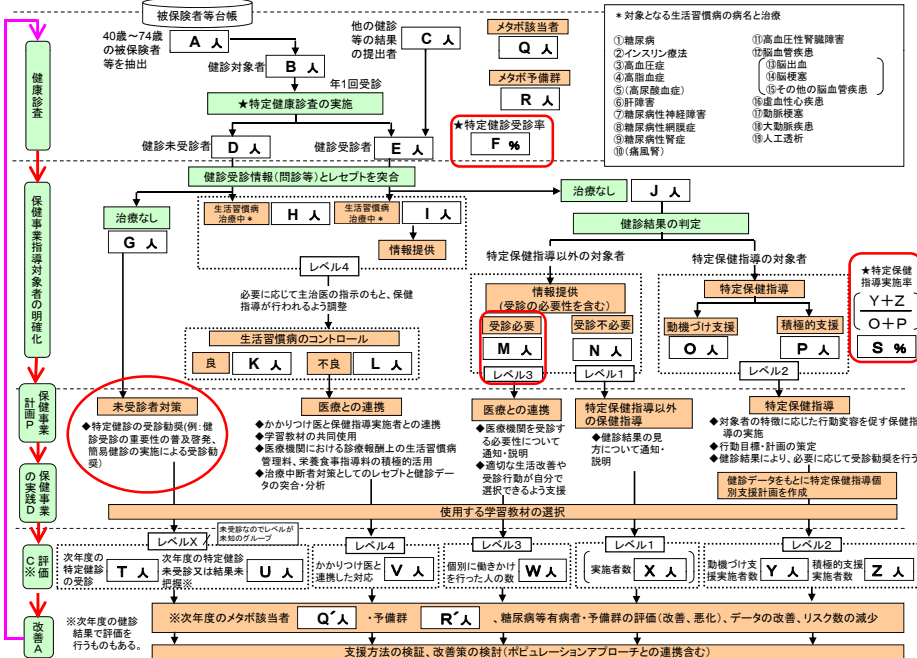 被保険者等台帳
40歳～74歳
の被保険者
等を抽出
A 人
他の健診
等の結果
の提出者
C 人
メタボ該当者
Q 人
健診対象者
B 人
年1回受診
メタボ予備群
R 人
★特定健康診査の実施
★特定健診受診率
F %
健診未受診者
D 人
健診受診者
E 人
＊対象となる生活習慣病の病名と治療
①糖尿病
②インスリン療法
③高血圧症
④高脂血症
⑤(高尿酸血症)
⑥肝障害
⑦糖尿病性神経障害
⑧糖尿病性網膜症
⑨糖尿病性腎症
⑩(痛風腎)
⑪高血圧性腎臓障害
⑫脳血管疾患
⑬脳出血
⑭脳梗塞
⑮その他の脳血管疾患
⑯虚血性心疾患
⑰動脈梗塞
⑱大動脈疾患
⑲人工透析
健康診査
健診受診情報(問診等)とレセプトを突合
治療なし
G 人
生活習慣病
治療中＊
H 人
生活習慣病
治療中＊
I 人
情報提供
レベル4
治療なし
J 人
健診結果の判定
特定保健指導以外の対象者
特定保健指導の対象者
必要に応じて主治医の指示のもと、保健
指導が行われるよう調整
生活習慣病のコントロール
良
K 人
不良
L 人
情報提供
(受診の必要性を含む)
受診必要
M 人
レベル3
受診不必要
N 人
レベル1
特定保健指導
動機づけ支援
O 人
積極的支援
P 人
レベル2
★特定保健
指導実施率
Y+Z
O+P
S %
保健事業指導対象者の明確化
保健事業
計画P
未受診者対策
◆特定健診の受診勧奨(例：健
診受診の重要性の普及啓発、
簡易健診の実施による受診勧
奨)
医療との連携
◆かかりつけ医と保健指導実施者との連携
◆学習教材の共同使用
◆医療機関における診療報酬上の生活習慣病
管理料、栄養食事指導料の積極的活用
◆治療中断者対策としてのレセプトと健診デー
タの突合・分析
医療との連携
◆医療機関を受診す
る必要性について
通知・説明
◆適切な生活改善や
受診行動が自分で
選択できるよう支援
特定保健指導以外の
保健指導
◆健診結果の見
方について通
知・説明
特定保健指導
◆対象者の特徴に応じた行動変容を促す保健指
導の実施
◆行動目標・計画の策定
◆健診結果により、必要に応じて受診勧奨を行う
健診データをもとに特定保健指導個
別支援計画を作成
保健事業
の実践D
使用する学習教材の選択
C※評価
レベルX
未受診なのでレベルが
未知のグループ
次年度の
特定健診
の受診
T 人
次年度の特定健診
未受診又は結果未
把握※
U 人
レベル4
かかりつけ医と
連携した対応
V 人
レベル3
個別に働きかけ
を行った人の数
W 人
レベル1
実施者数
X 人
レベル2
動機づけ支
援実施者数
Y 人
積極的支援
実施者数
Z 人
改善A
※次年度の健診
結果で評価を
行うものもある。
※次年度のメタボ該当者 Q´人 ・予備群 R´人 、糖尿病等有病者・予備群の評価(改善、悪化)、データの改善、リスク数の減少
支援方法の検証、改善策の検討(ポピュレーションアプローチとの連携含む)